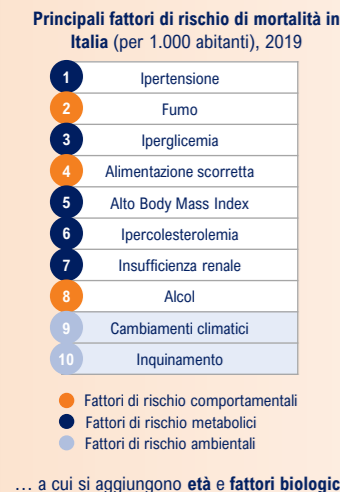 Principali fattori di rischio di mortalità in
Italia (per 1.000 abitanti), 2019
1 Ipertensione
2 Fumo
3 Iperglicemia
4 Alimentazione scorretta
5 Alto Body Mass Index
6 Ipercolesterolemia
7 Insufficienza renale
8 Alcol
9 Cambiamenti climatici
10 Inquinamento
Fattori di rischio comportamentali
Fattori di rischio metabolici
Fattori di rischio ambientali
… a cui si aggiungono età e fattori biologic